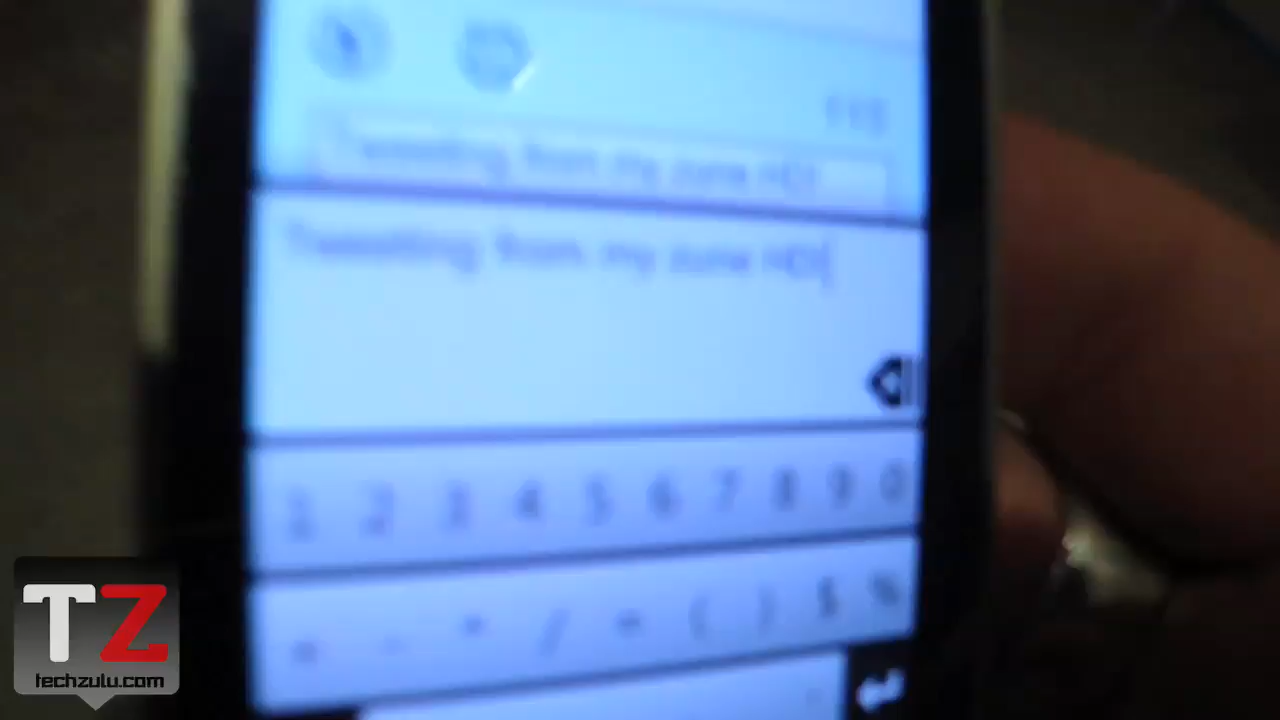 Tweeting from my zune HD!
Tweeting from my zune HD!
1 2 3 4 5 6 7 8 9 0
+ - * / = ( ) $ %
TZ
techzulu.com